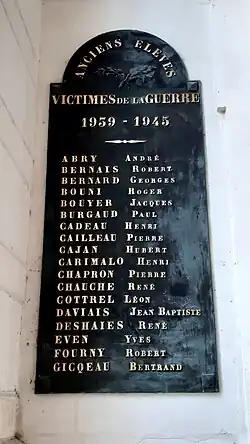 ANCIENS ELEVES
VICTIMES DE LA GUERRE
1939 - 1945
ABRY ANDRÉ
BERNAIS ROBERT
BERNARD GEORGES
BOUNI ROGER
BOUYER JACQUES
BURGAUD PAUL
CADEAU HENRI
CAILLEAU PIERRE
CAJAN HUBERT
CARIMALO HENRI
CHAPRON PIERRE
CHAUCHE RENÉ
COTTREL LÉON
DAVIAIS JEAN BAPTISTE
DESHAIES RENÉ
EVEN YVES
FOURNY ROBERT
GICQEAU BERTRAND